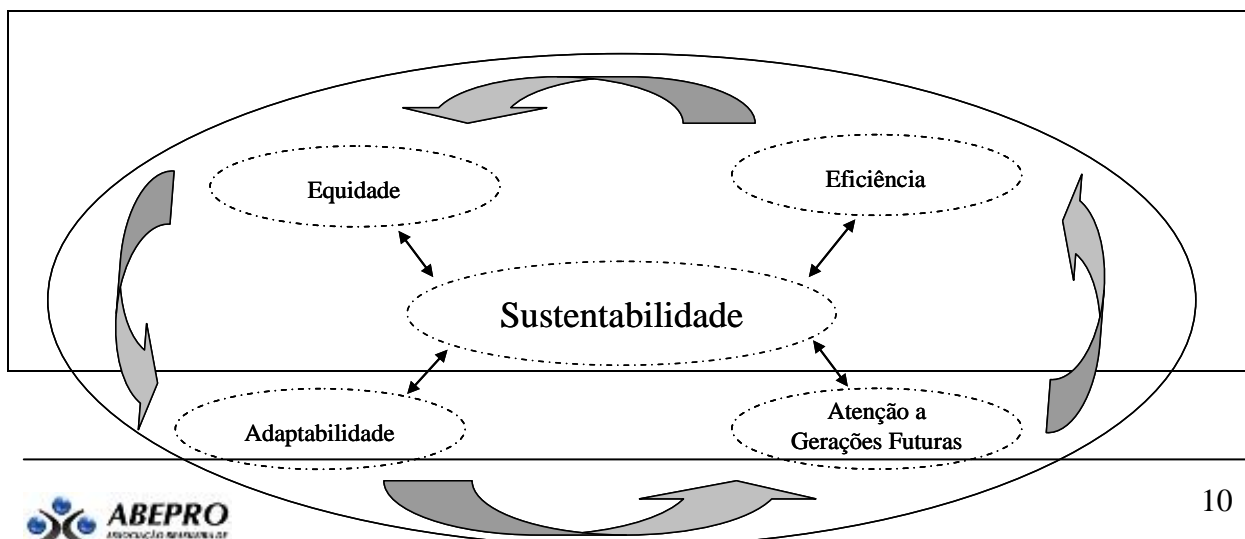 Equidade
Eficiência
Sustentabilidade
Adaptabilidade
Atenção a
Gerações Futuras
10
ABEPRO